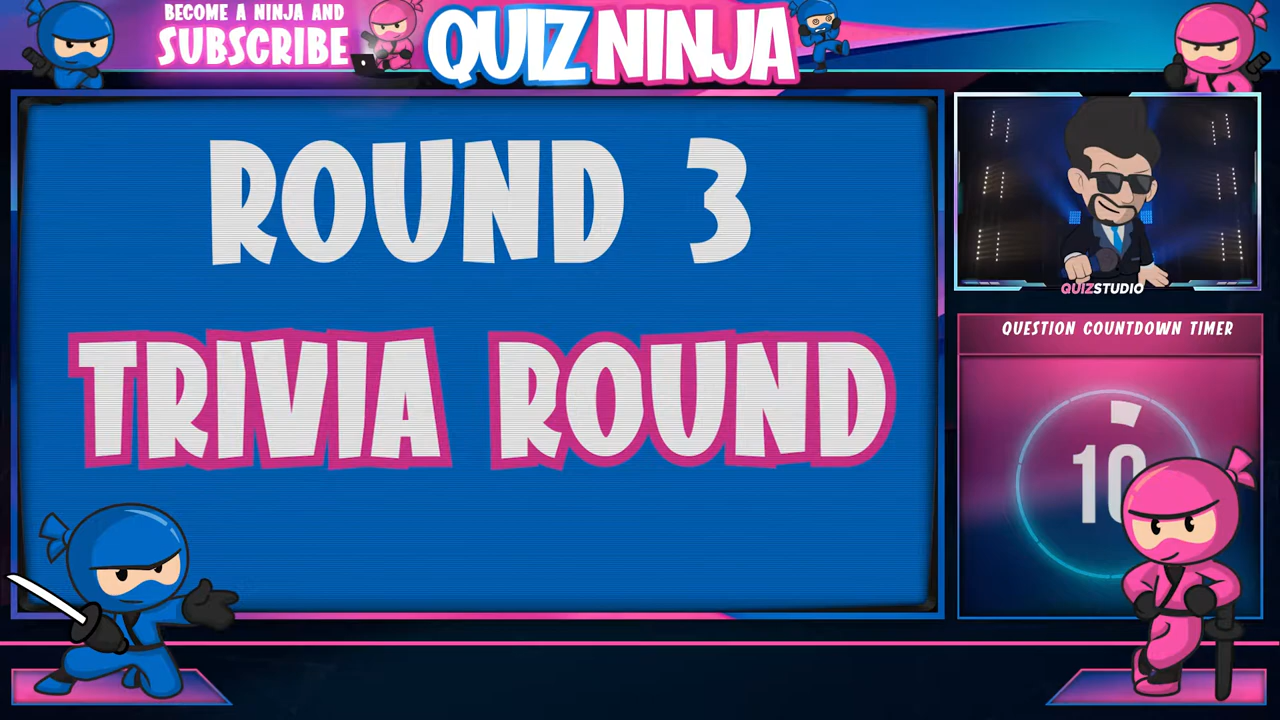 BECOME A NINJA AND
SUBSCRIBE
QUIZ NINJA
ROUND 3
TRIVIA ROUND
QUIZSTUDIO
QUESTION COUNTDOWN TIMER
10